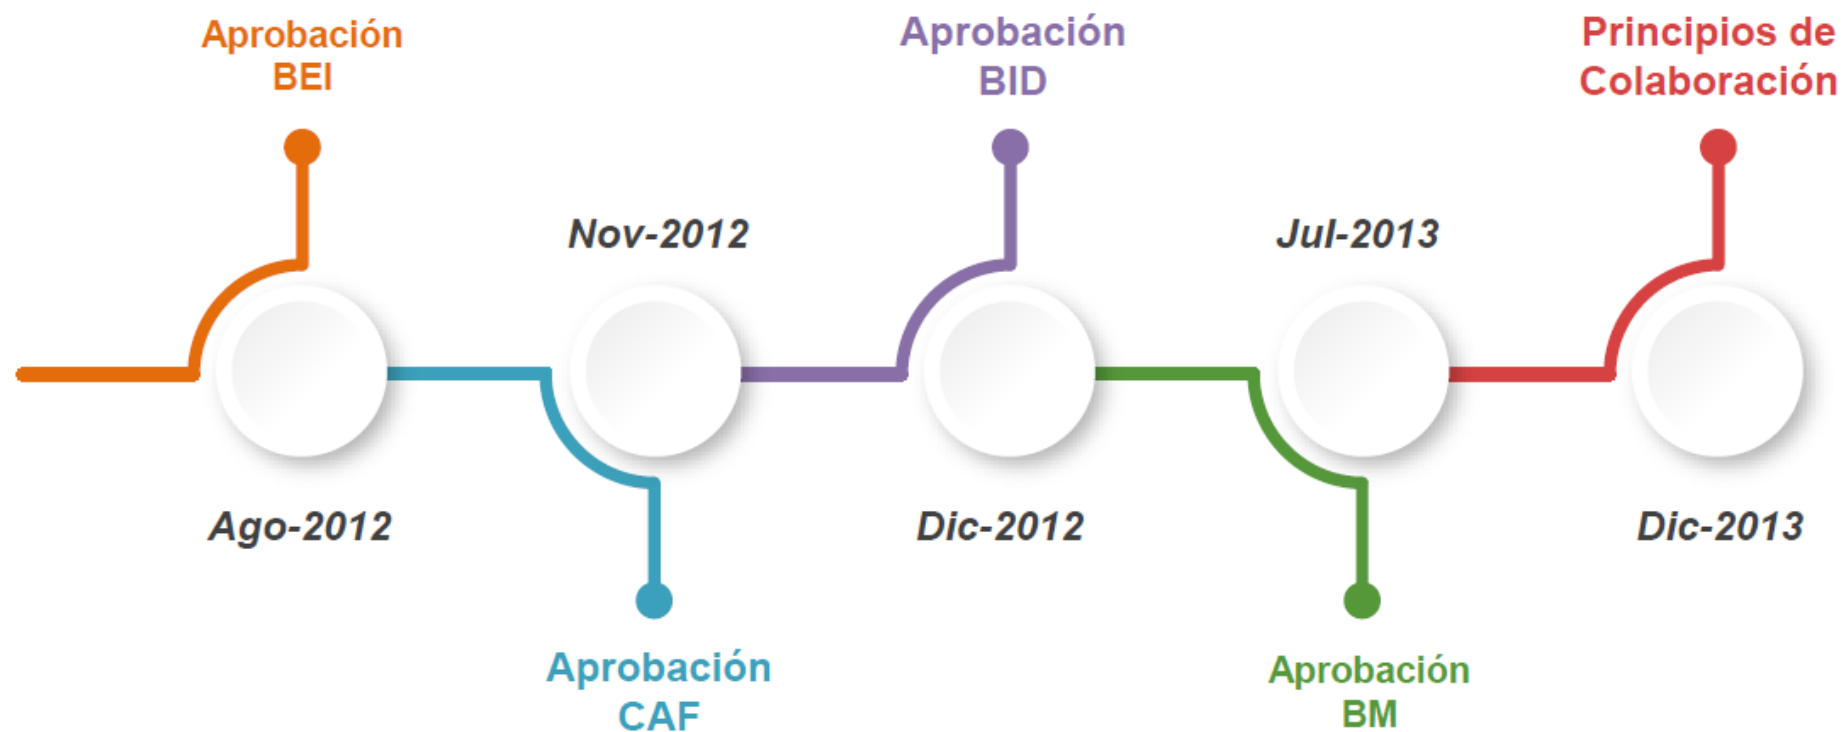 Aprobación
BEI
Ago-2012
Nov-2012
Aprobación
CAF
Aprobación
BID
Dic-2012
Jul-2013
Aprobación
BM
Principios de
Colaboración
Dic-2013